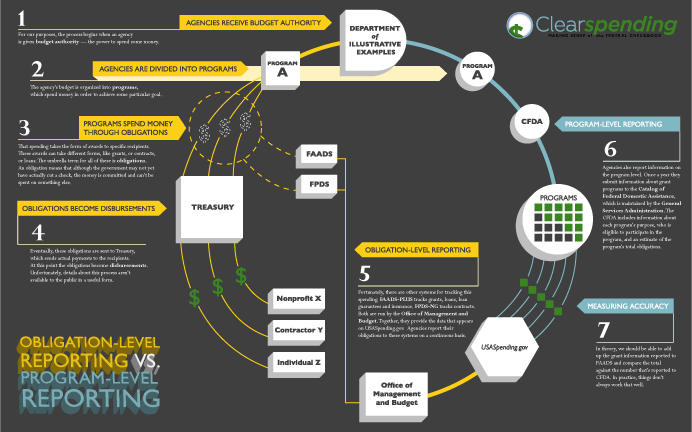 1
AGENCIES RECEIVE BUDGET AUTHORITY
For our purposes, the process begins when an agency
is given budget authority — the power to spend some money.
DEPARTMENT
of
ILLUSTRATIVE
EXAMPLES
Clearspending
MAKING SENSE of the FEDERAL CHECKBOOK
2
AGENCIES ARE DIVIDED INTO PROGRAMS
The agency's budget is organized into programs,
which spend money in order to achieve some particular goal.
PROGRAM
A
PROGRAM
A
3
PROGRAMS SPEND MONEY
THROUGH OBLIGATIONS
That spending takes the form of awards to specific recipients.
These awards can take different forms, like grants, or contracts,
or loans. The umbrella term for all of these is obligations.
An obligation means that although the government may not yet
have actually cut a check, the money is committed and can't be
spent on something else.
FAADS
FPDS
CFDA
PROGRAM-LEVEL REPORTING
6
Agencies also report information on
the program level. Once a year they
submit information about grant
programs to the Catalog of
Federal Domestic Assistance,
which is maintained by the General
Services Administration. The
CFDA includes information about
each program's purpose, who is
eligible to participate in the
program, and an estimate of the
program's total obligations.
PROGRAMS
TREASURY
OBLIGATIONS BECOME DISBURSEMENTS
4
Eventually, these obligations are sent to Treasury,
which sends actual payments to the recipients.
At this point the obligations become disbursements.
Unfortunately, details about this process aren't
available to the public in a useful form.
$
$
$
Nonprofit X
Contractor Y
Individual Z
OBLIGATION-LEVEL REPORTING
5
Fortunately, there are other systems for tracking this
spending. FAADS-PLUS tracks grants, loans, loan
guarantees and insurance. FPDS-NG tracks contracts.
Both are run by the Office of Management and
Budget. Together, they provide the data that appears
on USASpending.gov. Agencies report their
obligations to these systems on a continuous basis.
MEASURING ACCURACY
7
In theory, we should be able to add
up the grant information reported to
FAADS and compare the total
against the number that's reported to
CFDA. In practice, things don't
always work that well.
USASpending.gov
Office of
Management
and Budget
OBLIGATION-LEVEL
REPORTING VS.
PROGRAM-LEVEL
REPORTING